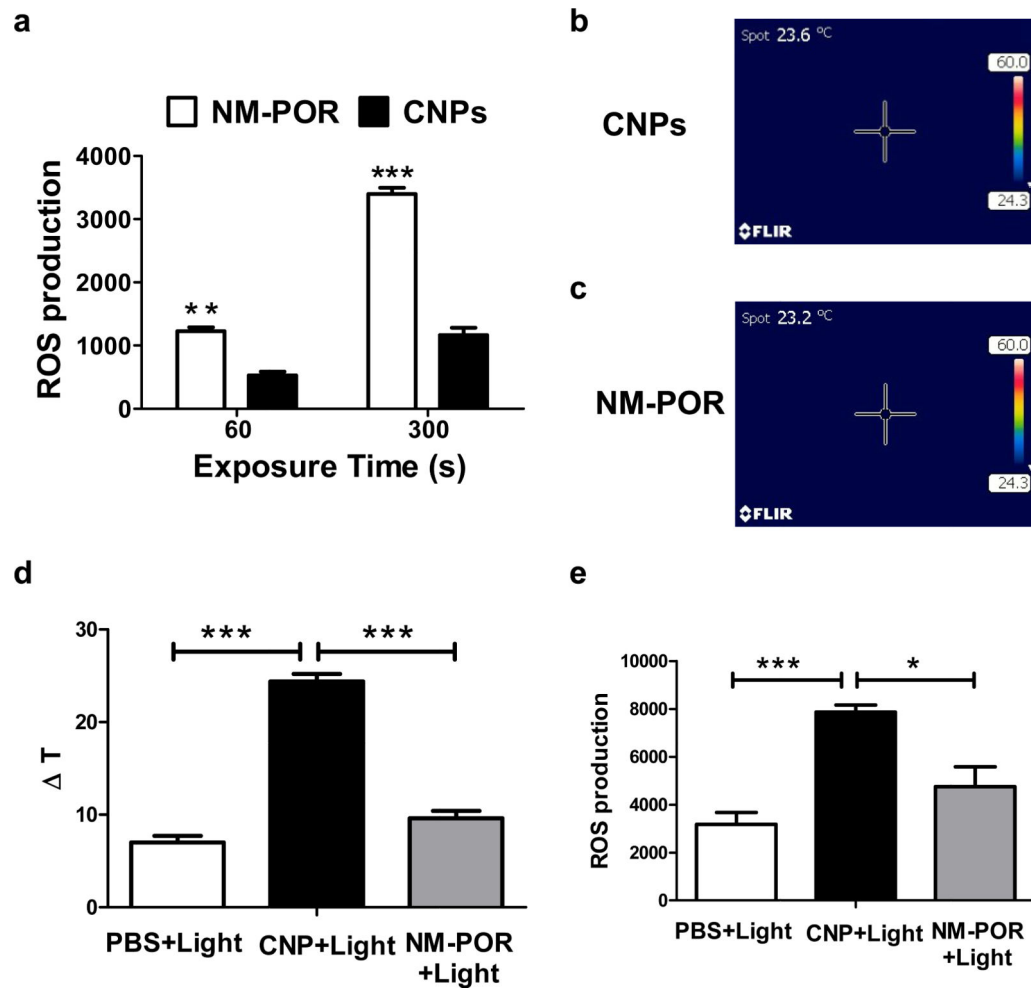 a
NM-POR CNPs
ROS production
4000
3000
2000
1000
0
** ***
60 300
Exposure Time (s)
b
CNPs
Spot 23.6 ºC
60.0
24.3
FLIR
c
NM-POR
Spot 23.2 ºC
60.0
24.3
FLIR
d
Δ T
30
20
10
0
*** ***
PBS+Light CNP+Light NM-POR
+Light
e
ROS production
10000
8000
6000
4000
2000
0
*** *
PBS+Light CNP+Light NM-POR
+Light